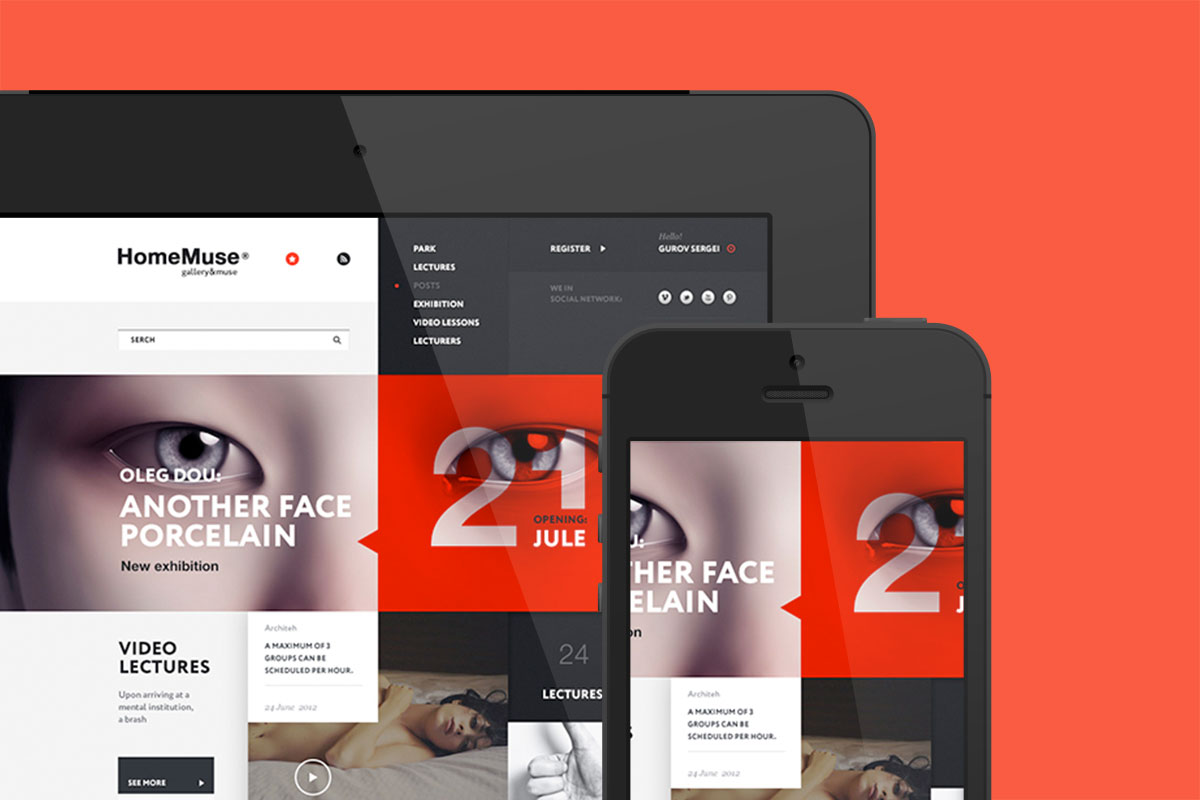 HomeMuse®
gallery&muse
SERCH
PARK
LECTURES
POSTS
EXHIBITION
VIDEO LESSONS
LECTURERS
REGISTER
Hello!
GUROV SERGEI
WE IN
SOCIAL NETWORK:
OLEG DOU:
ANOTHER FACE
PORCELAIN
New exhibition
21
OPENING:
JULE
VIDEO
LECTURES
Upon arriving at a
mental institution,
a brash
SEE MORE
Architeh
A MAXIMUM OF 3
GROUPS CAN BE
SCHEDULED PER HOUR.
24 June 2012
24
LECTURES
U:
THER FACE
ELAIN
on
2
Architeh
A MAXIMUM OF 3
GROUPS CAN BE
SCHEDULED PER HOUR.
24 June 2012